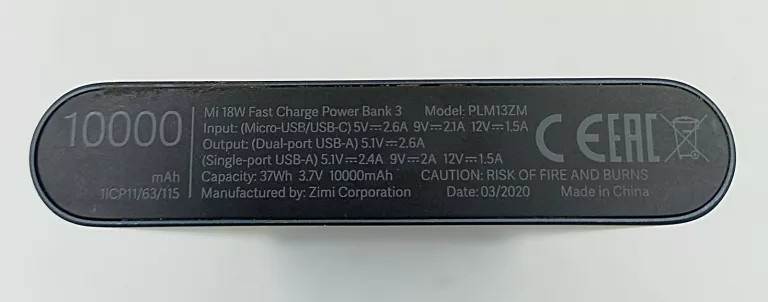 10000
mAh
1ICP11/63/115
Mi 18W Fast Charge Power Bank 3 Model: PLM13ZM
Input: (Micro-USB/USB-C) 5V⎓2.6A 9V⎓2.1A 12V⎓1.5A
Output: (Dual-port USB-A) 5.1V⎓2.6A
(Single-port USB-A) 5.1V⎓2.4A 9V⎓2A 12V⎓1.5A
Capacity: 37Wh 3.7V 10000mAh CAUTION: RISK OF FIRE AND BURNS
Manufactured by: Zimi Corporation Date: 03/2020 Made in China
CE EAC